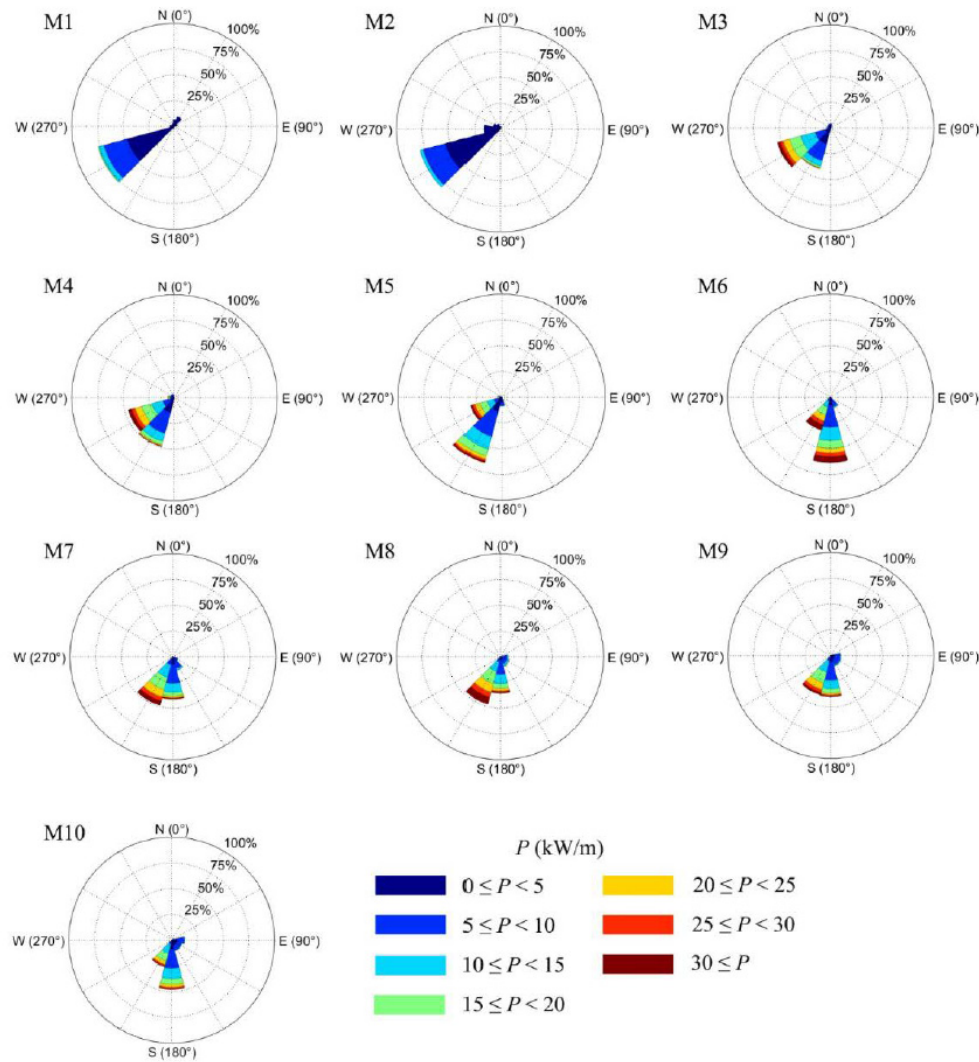 M1
N (0°)
100%
75%
50%
25%
W (270°)
E (90°)
S (180°)
M2
N (0°)
100%
75%
50%
25%
W (270°)
E (90°)
S (180°)
M3
N (0°)
100%
75%
50%
25%
W (270°)
E (90°)
S (180°)
M4
N (0°)
100%
75%
50%
25%
W (270°)
E (90°)
S (180°)
M5
N (0°)
100%
75%
50%
25%
W (270°)
E (90°)
S (180°)
M6
N (0°)
100%
75%
50%
25%
W (270°)
E (90°)
S (180°)
M7
N (0°)
100%
75%
50%
25%
W (270°)
E (90°)
S (180°)
M8
N (0°)
100%
75%
50%
25%
W (270°)
E (90°)
S (180°)
M9
N (0°)
100%
75%
50%
25%
W (270°)
E (90°)
S (180°)
M10
N (0°)
100%
75%
50%
25%
W (270°)
E (90°)
S (180°)
P (kW/m)
0 ≤ P < 5
5 ≤ P < 10
10 ≤ P < 15
15 ≤ P < 20
20 ≤ P < 25
25 ≤ P < 30
30 ≤ P